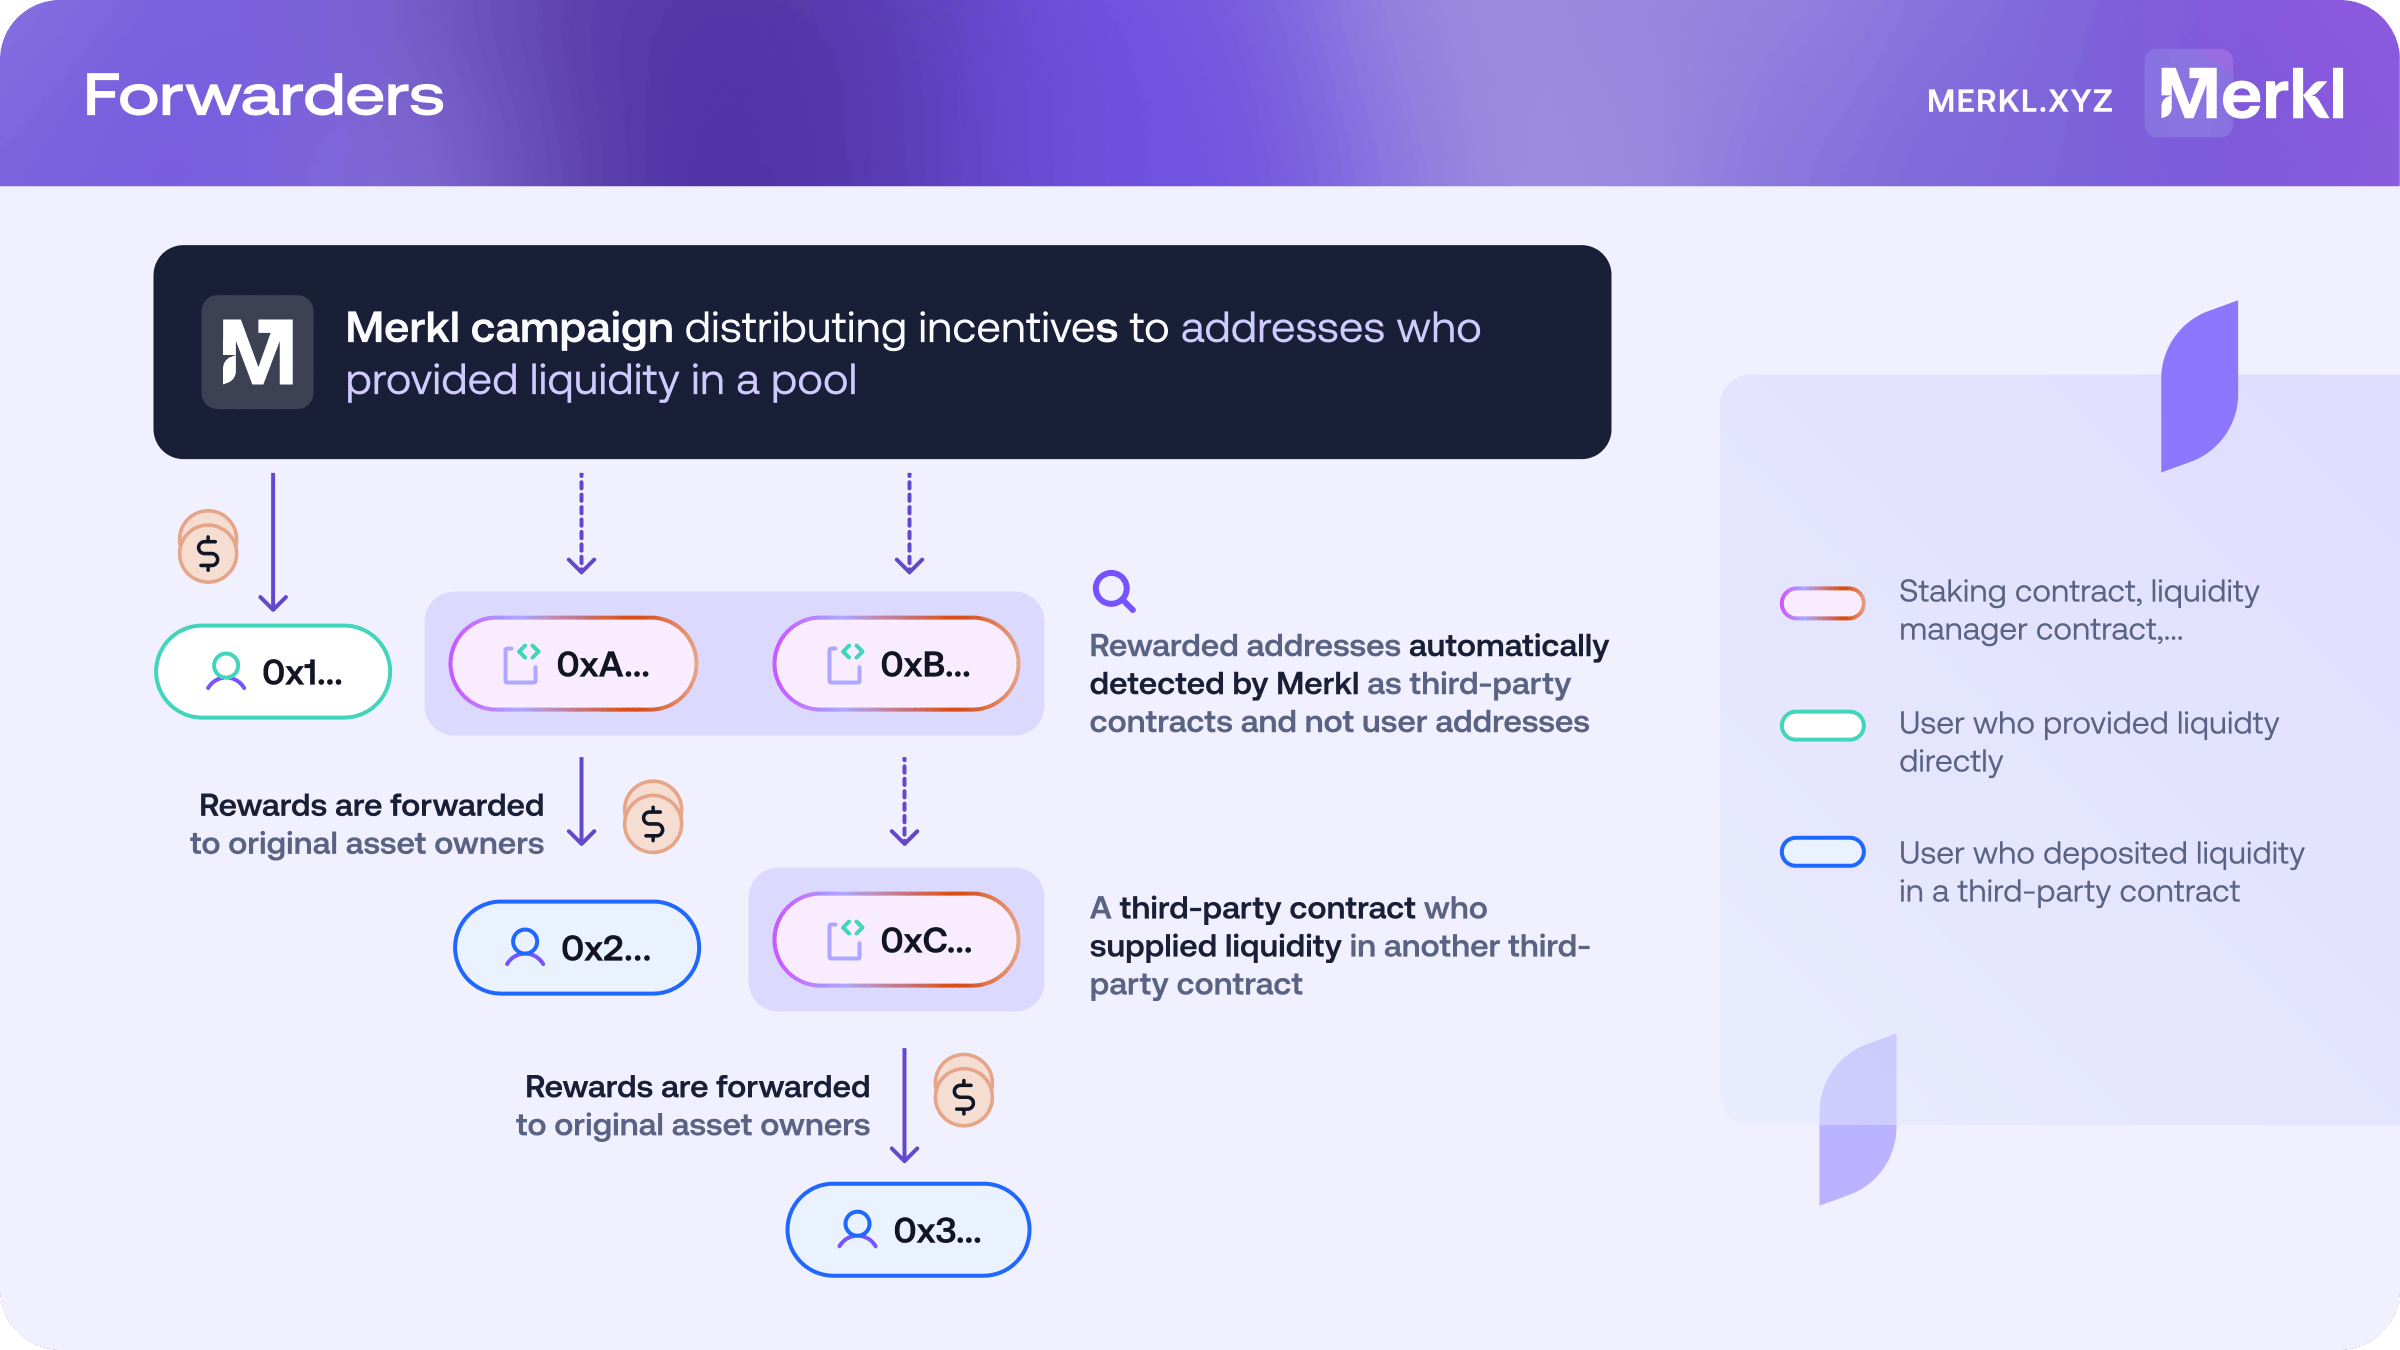 Forwarders
MERKL.XYZ
Merkl
Merkl campaign distributing incentives to addresses who
provided liquidity in a pool
0x1...
0xA...
0xB...
Rewarded addresses automatically
detected by Merkl as third-party
contracts and not user addresses
Rewards are forwarded
to original asset owners
0x2...
0xC...
A third-party contract who
supplied liquidity in another third-
party contract
Rewards are forwarded
to original asset owners
0x3...
Staking contract, liquidity
manager contract,...
User who provided liquidty
directly
User who deposited liquidity
in a third-party contract